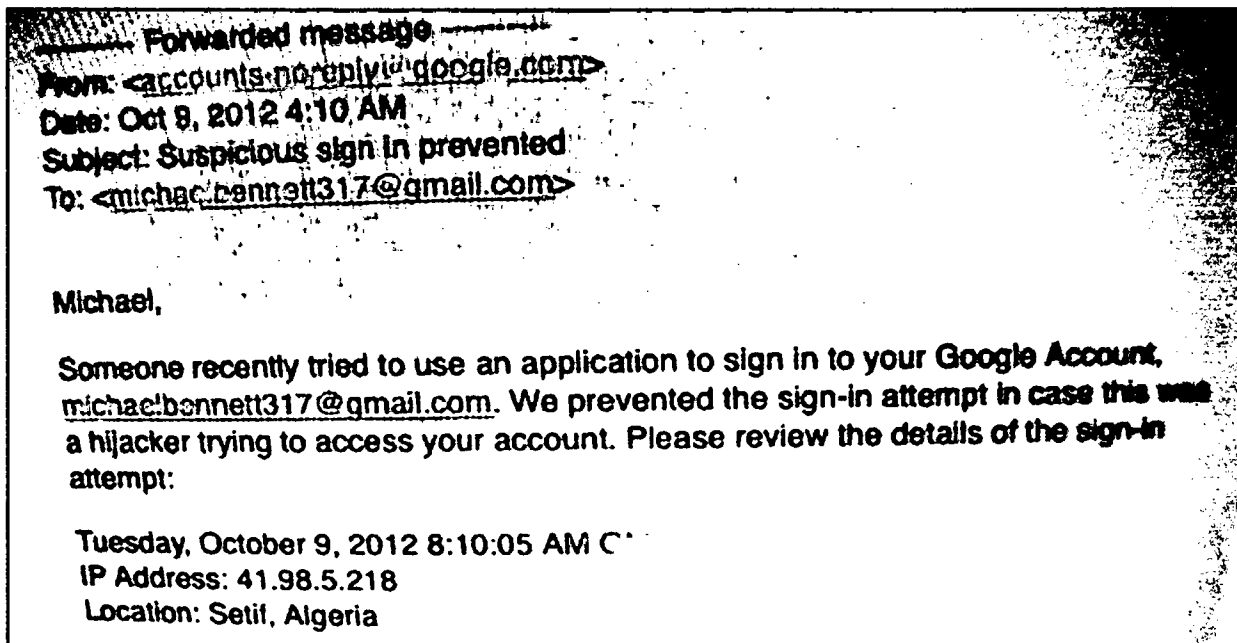 ---------- Forwarded message ----------
From: <accounts-noreply@google.com>
Date: Oct 9, 2012 4:10 AM
Subject: Suspicious sign in prevented
To: <michaelbennett317@gmail.com>
Michael,
Someone recently tried to use an application to sign in to your Google Account,
michaelbennett317@gmail.com. We prevented the sign-in attempt in case this was
a hijacker trying to access your account. Please review the details of the sign-in
attempt:
Tuesday, October 9, 2012 8:10:05 AM
IP Address: 41.98.5.218
Location: Setif, Algeria